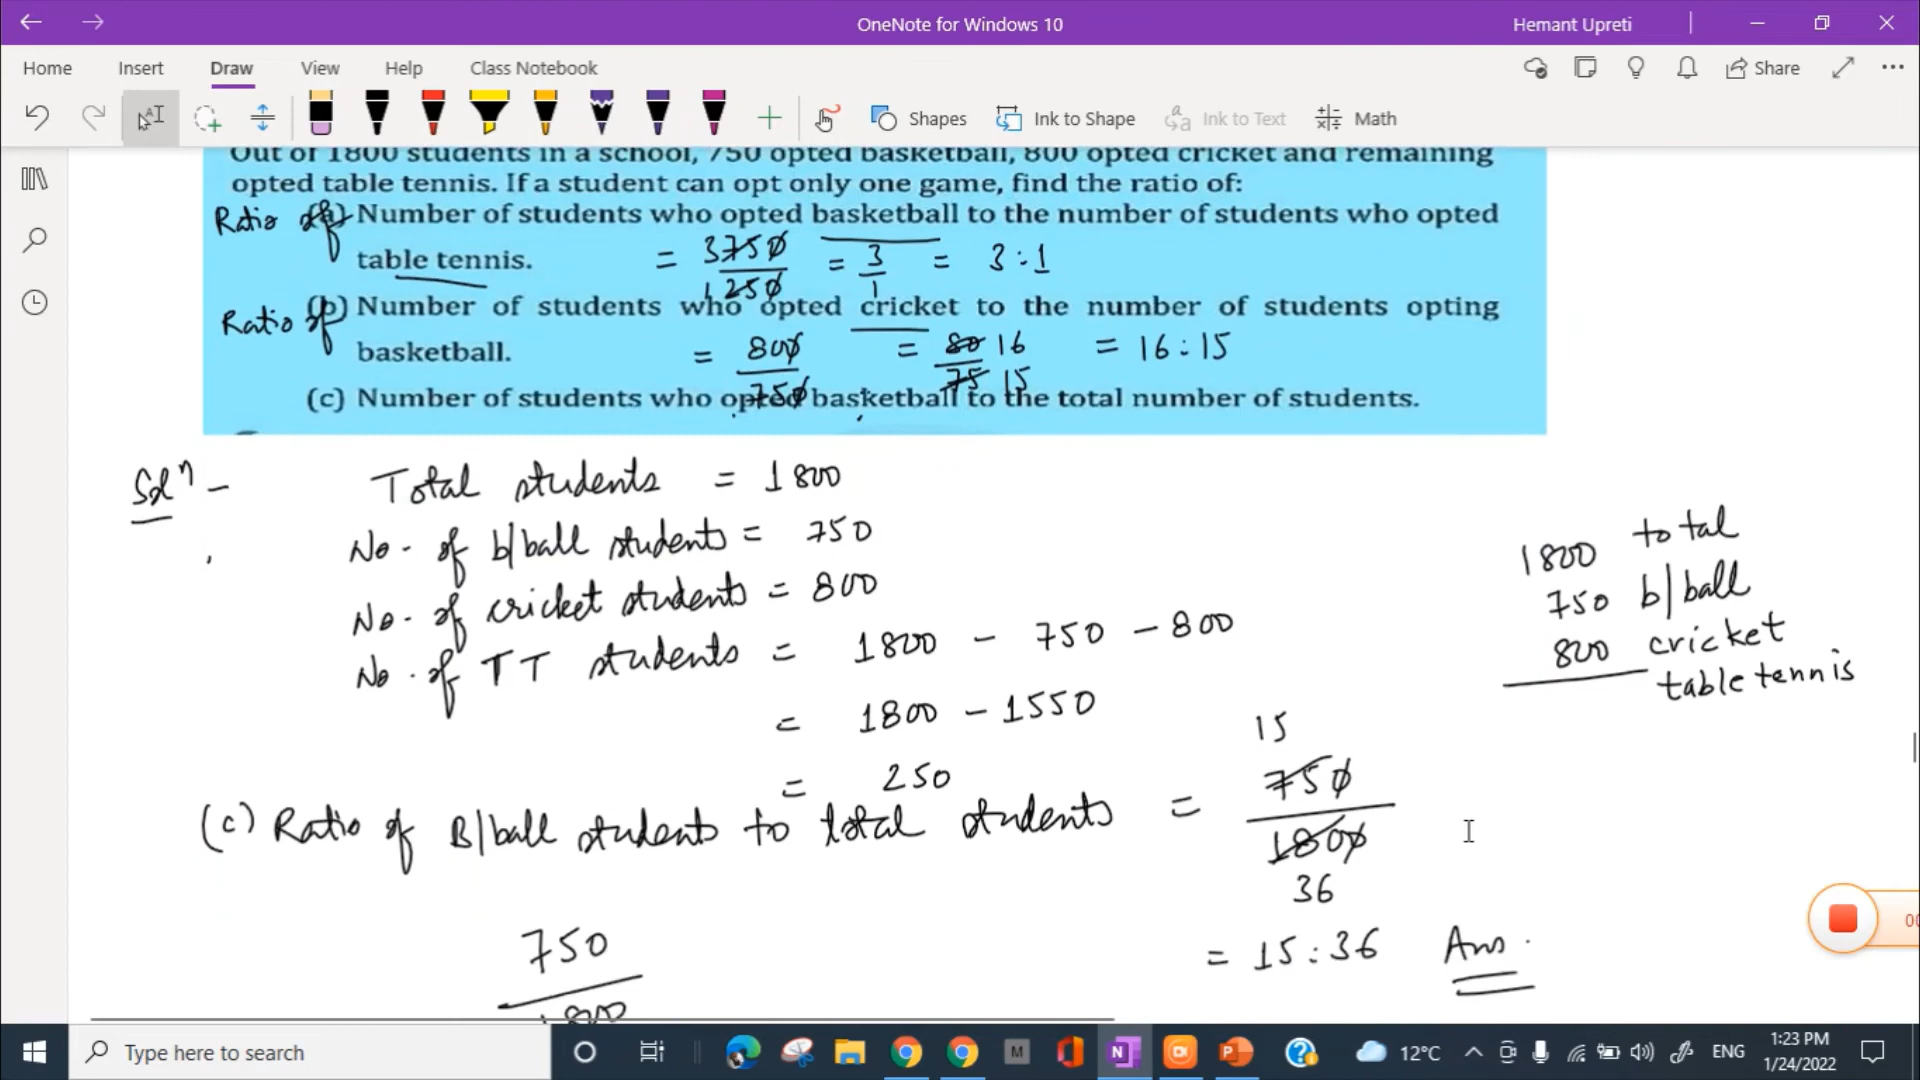 OneNote for Windows 10
Hemant Upreti
Home Insert Draw View Help Class Notebook
Share
Shapes Ink to Shape Ink to Text Math
Out of 1800 students in a school, 750 opted basketball, 800 opted cricket and remaining
opted table tennis. If a student can opt only one game, find the ratio of:
Ratio of (a) Number of students who opted basketball to the number of students who opted
table tennis. = 3 750 / 1 250 = 3/1 = 3:1
Ratio of (b) Number of students who opted cricket to the number of students opting
basketball. = 800/750 = 80 16 / 75 15 = 16:15
(c) Number of students who opted basketball to the total number of students.
Solⁿ - Total students = 1800
No. of b/ball students = 750
No. of cricket students = 800
No. of TT students = 1800 - 750 - 800
= 1800 - 1550
= 250
1800 total
750 b/ball
800 cricket
table tennis
(c) Ratio of B/ball students to total students = 15 750 / 1800 36
= 15:36 Ans.
750
1800
Type here to search
M
12°C
ENG
1:23 PM
1/24/2022